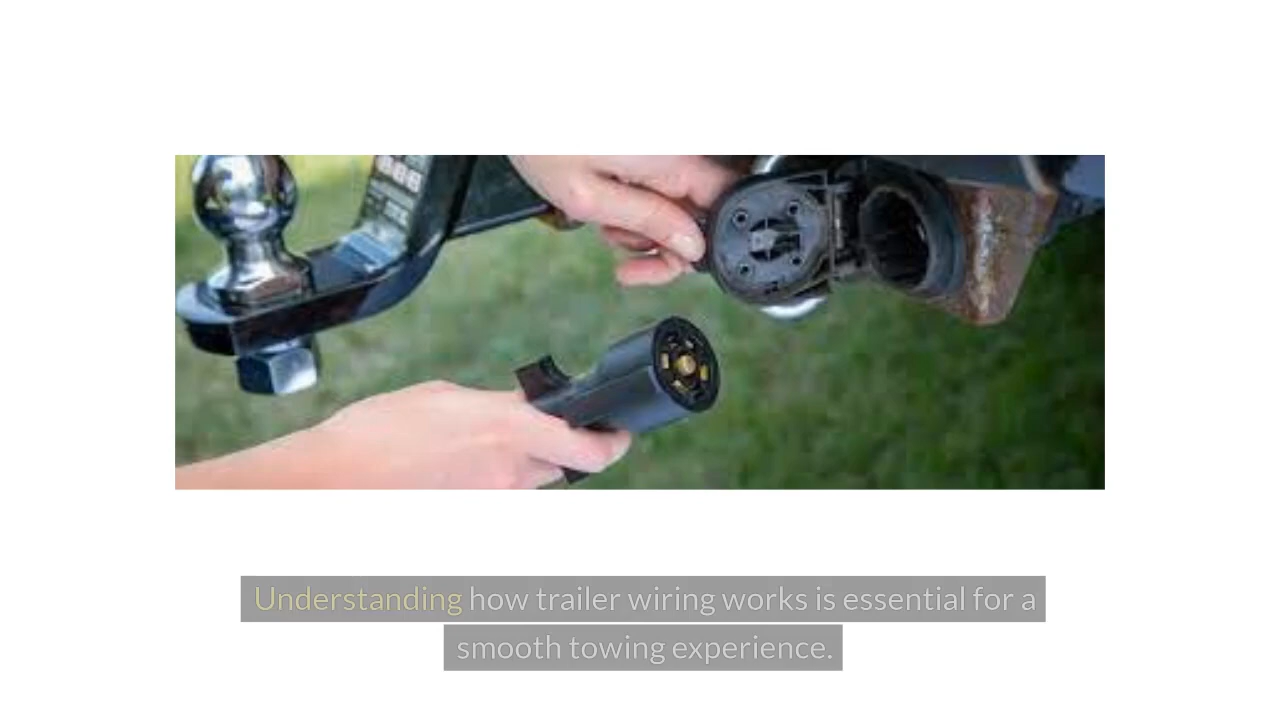 Understanding how trailer wiring works is essential for a
smooth towing experience.